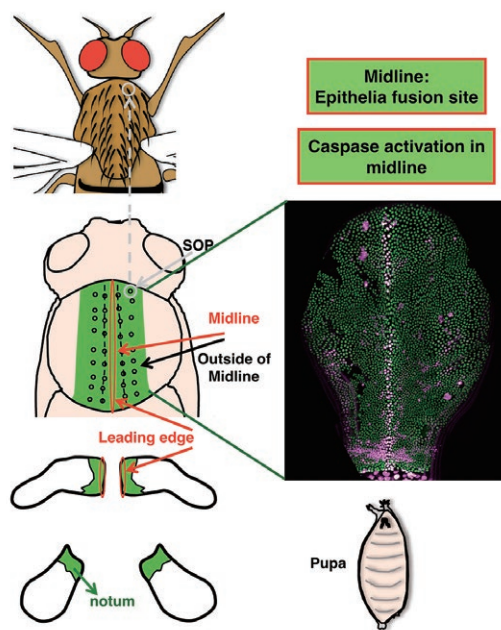 Midline:
Epithelia fusion site
Caspase activation in
midline
SOP
Midline
Outside of
Midline
Leading edge
notum
Pupa